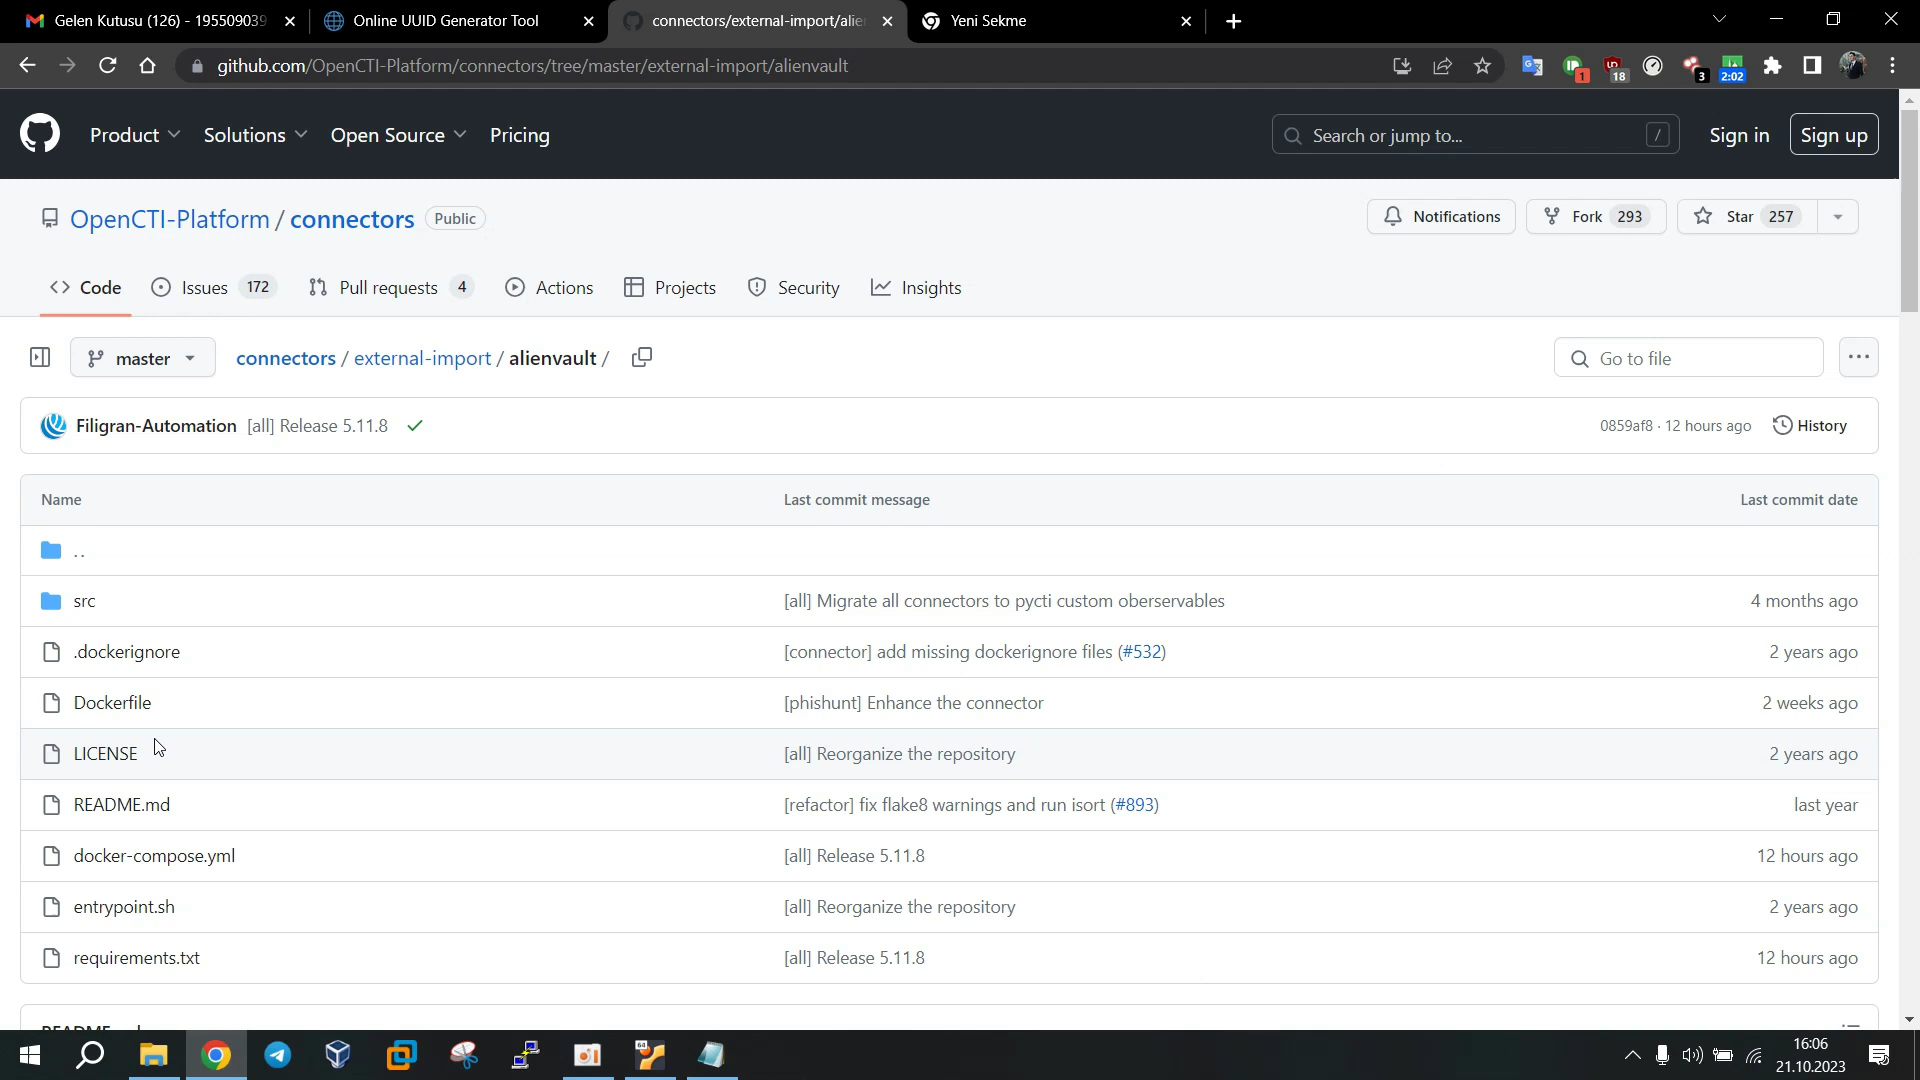 Gelen Kutusu (126) - 195509039
Online UUID Generator Tool
connectors/external-import/alie
Yeni Sekme
github.com/OpenCTI-Platform/connectors/tree/master/external-import/alienvault
1
18
3
2:02
Product
Solutions
Open Source
Pricing
Search or jump to...
/
Sign in
Sign up
OpenCTI-Platform / connectors
Public
Notifications
Fork 293
Star 257
Code
Issues 172
Pull requests 4
Actions
Projects
Security
Insights
master
connectors / external-import / alienvault /
Go to file
Filigran-Automation [all] Release 5.11.8
0859af8 · 12 hours ago
History
Name
Last commit message
Last commit date
..
src
[all] Migrate all connectors to pycti custom oberservables
4 months ago
.dockerignore
[connector] add missing dockerignore files (#532)
2 years ago
Dockerfile
[phishunt] Enhance the connector
2 weeks ago
LICENSE
[all] Reorganize the repository
2 years ago
README.md
[refactor] fix flake8 warnings and run isort (#893)
last year
docker-compose.yml
[all] Release 5.11.8
12 hours ago
entrypoint.sh
[all] Reorganize the repository
2 years ago
requirements.txt
[all] Release 5.11.8
12 hours ago
64
16:06
21.10.2023